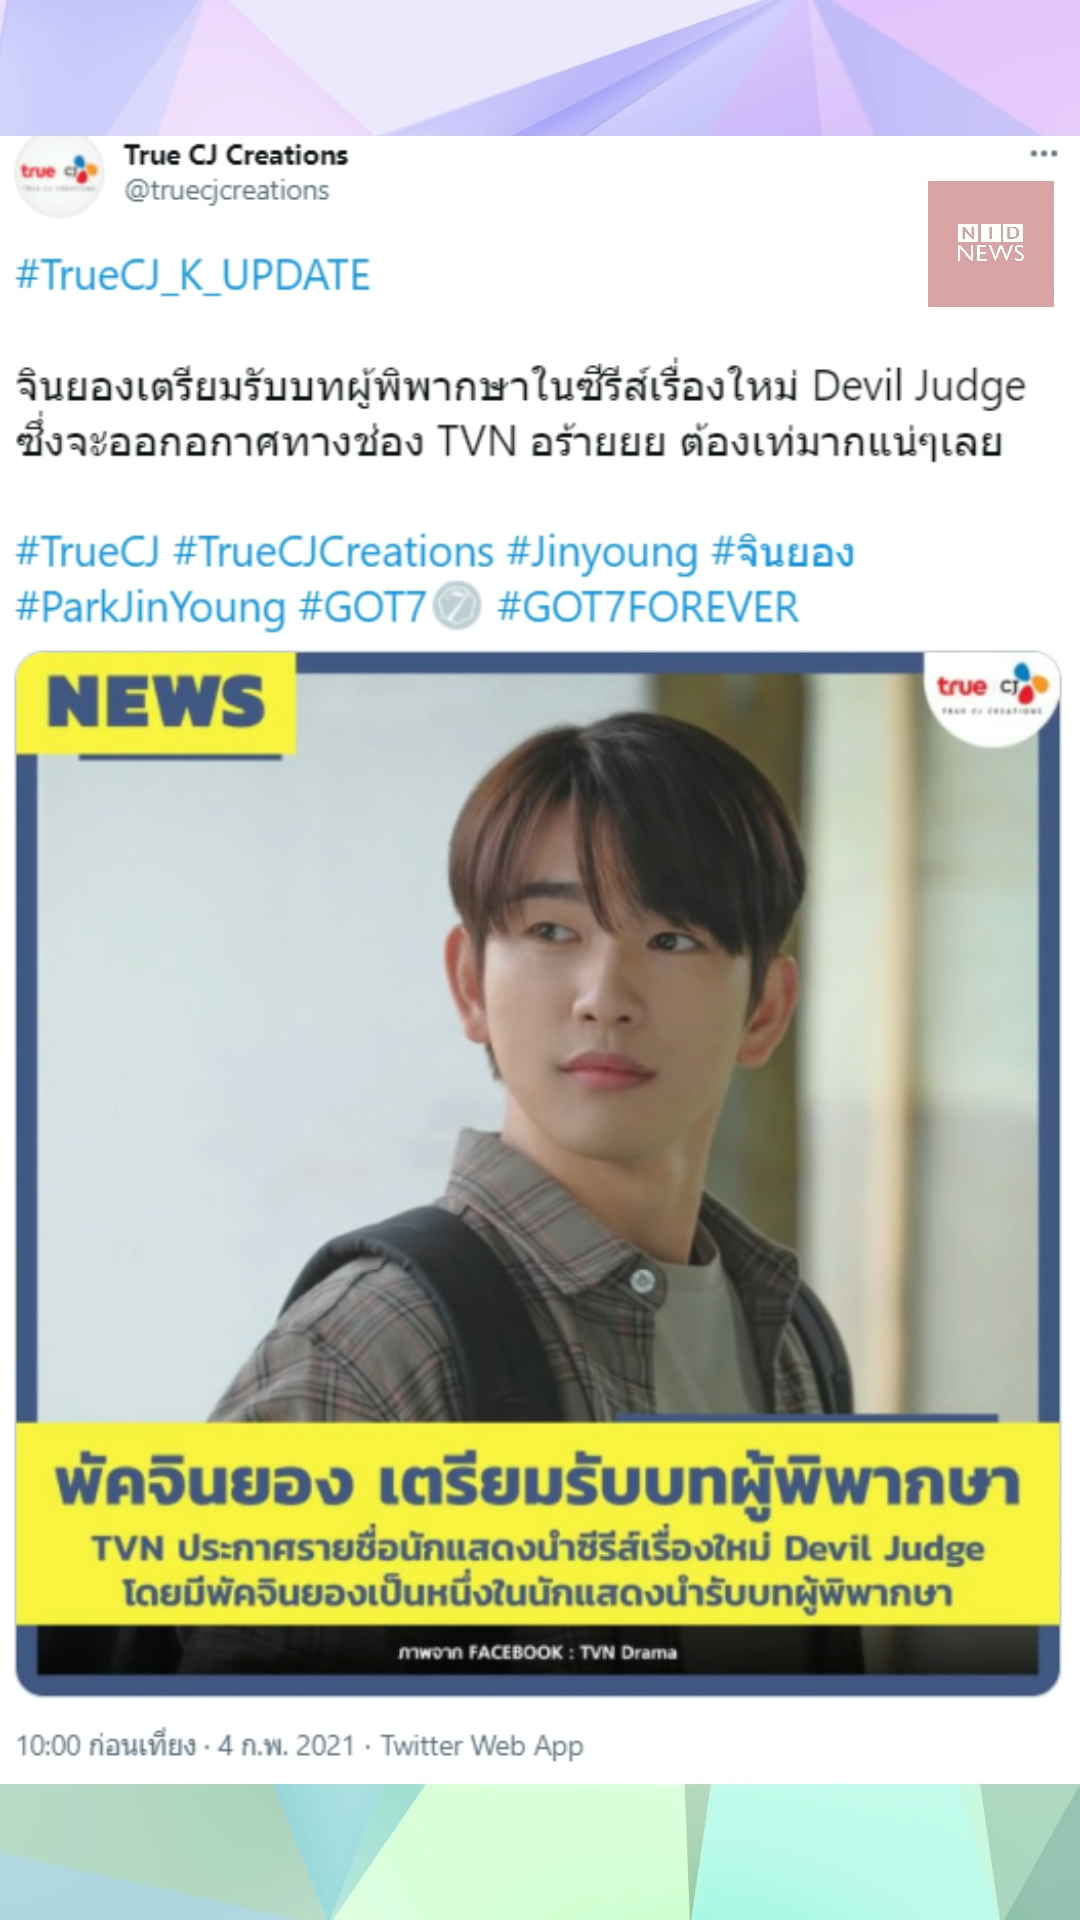 true CJ
TRUE CJ CREATIONS
True CJ Creations
@truecjcreations
NID
NEWS
#TrueCJ_K_UPDATE
จินยองเตรียมรับบทผู้พิพากษาในซีรีส์เรื่องใหม่ Devil Judge
ซึ่งจะออกอกาศทางช่อง TVN อร้ายยย ต้องเท่มากแน่ๆเลย
#TrueCJ #TrueCJCreations #Jinyoung #จินยอง
#ParkJinYoung #GOT7 #GOT7FOREVER
NEWS
true CJ
TRUE CJ CREATIONS
พัคจินยอง เตรียมรับบทผู้พิพากษา
TVN ประกาศรายชื่อนักแสดงนำซีรีส์เรื่องใหม่ Devil Judge
โดยมีพัคจินยองเป็นหนึ่งในนักแสดงนำรับบทผู้พิพากษา
ภาพจาก FACEBOOK : TVN Drama
10:00 ก่อนเที่ยง · 4 ก.พ. 2021 · Twitter Web App